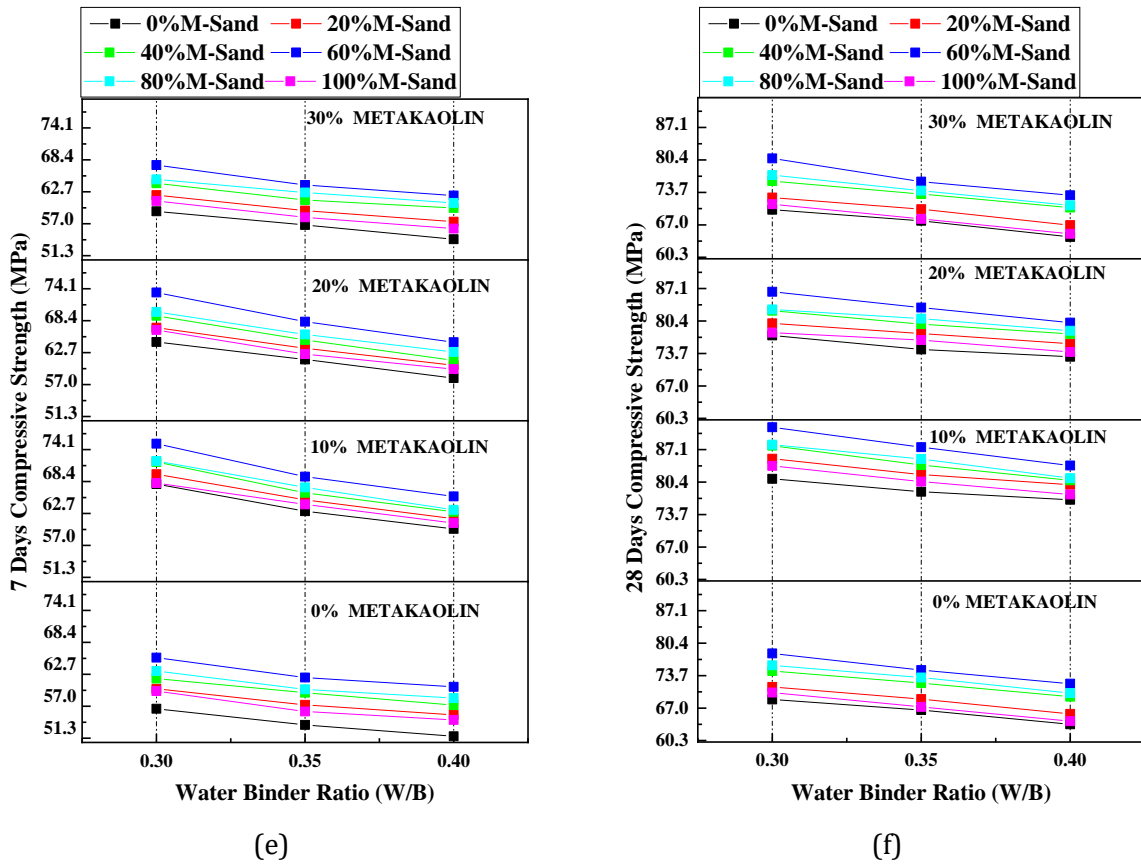 0%M-Sand 20%M-Sand
40%M-Sand 60%M-Sand
80%M-Sand 100%M-Sand
7 Days Compressive Strength (MPa)
30% METAKAOLIN
74.1
68.4
62.7
57.0
51.3
20% METAKAOLIN
74.1
68.4
62.7
57.0
51.3
10% METAKAOLIN
74.1
68.4
62.7
57.0
51.3
0% METAKAOLIN
74.1
68.4
62.7
57.0
51.3
0.30 0.35 0.40
Water Binder Ratio (W/B)
(e)
0%M-Sand 20%M-Sand
40%M-Sand 60%M-Sand
80%M-Sand 100%M-Sand
28 Days Compressive Strength (MPa)
30% METAKAOLIN
87.1
80.4
73.7
67.0
60.3
20% METAKAOLIN
87.1
80.4
73.7
67.0
60.3
10% METAKAOLIN
87.1
80.4
73.7
67.0
60.3
0% METAKAOLIN
87.1
80.4
73.7
67.0
60.3
0.30 0.35 0.40
Water Binder Ratio (W/B)
(f)